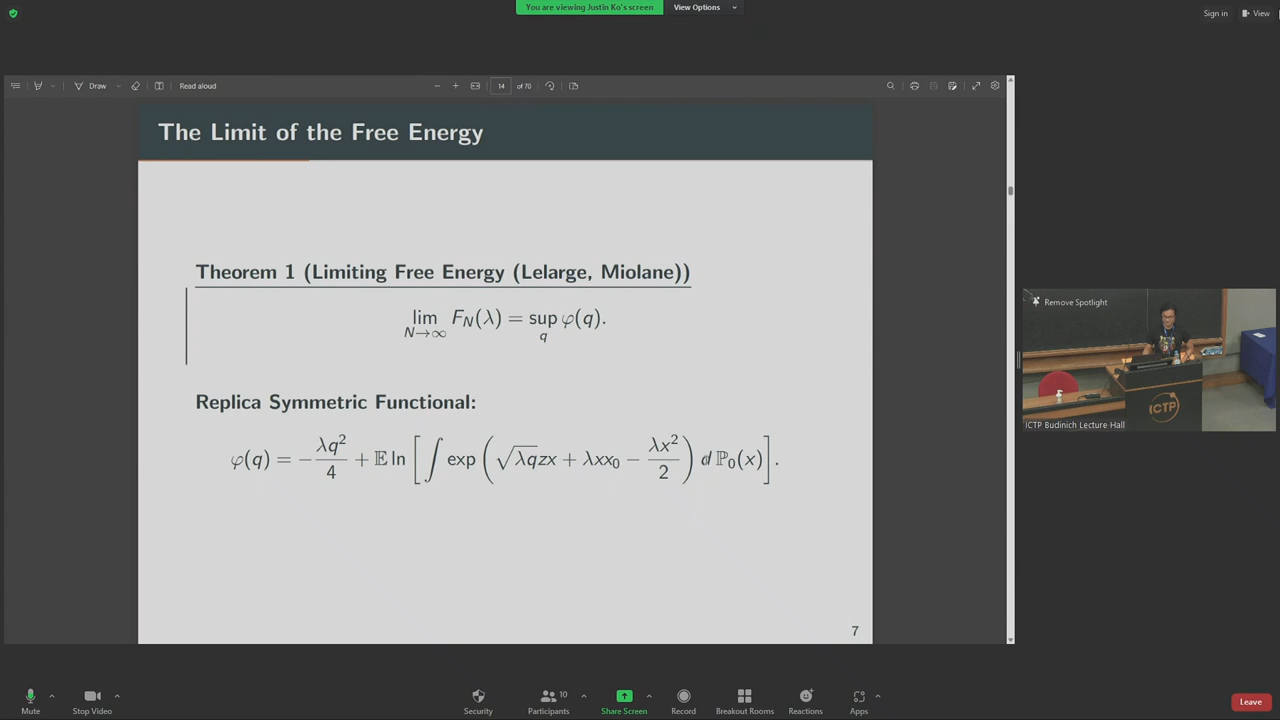 You are viewing Justin Ko's screen
View Options
Sign in
View
Draw
Read aloud
14 of 70
The Limit of the Free Energy
Theorem 1 (Limiting Free Energy (Lelarge, Miolane))
lim_{N→∞} F_N(λ) = sup_q φ(q).
Replica Symmetric Functional:
φ(q) = −λq²/4 + 𝔼 ln [ ∫ exp ( √(λq)zx + λxx₀ − λx²/2 ) d ℙ₀(x) ].
7
Remove Spotlight
ICTP
ICTP Budinich Lecture Hall
Mute
Stop Video
Security
Participants
10
Share Screen
Record
Breakout Rooms
Reactions
Apps
Leave